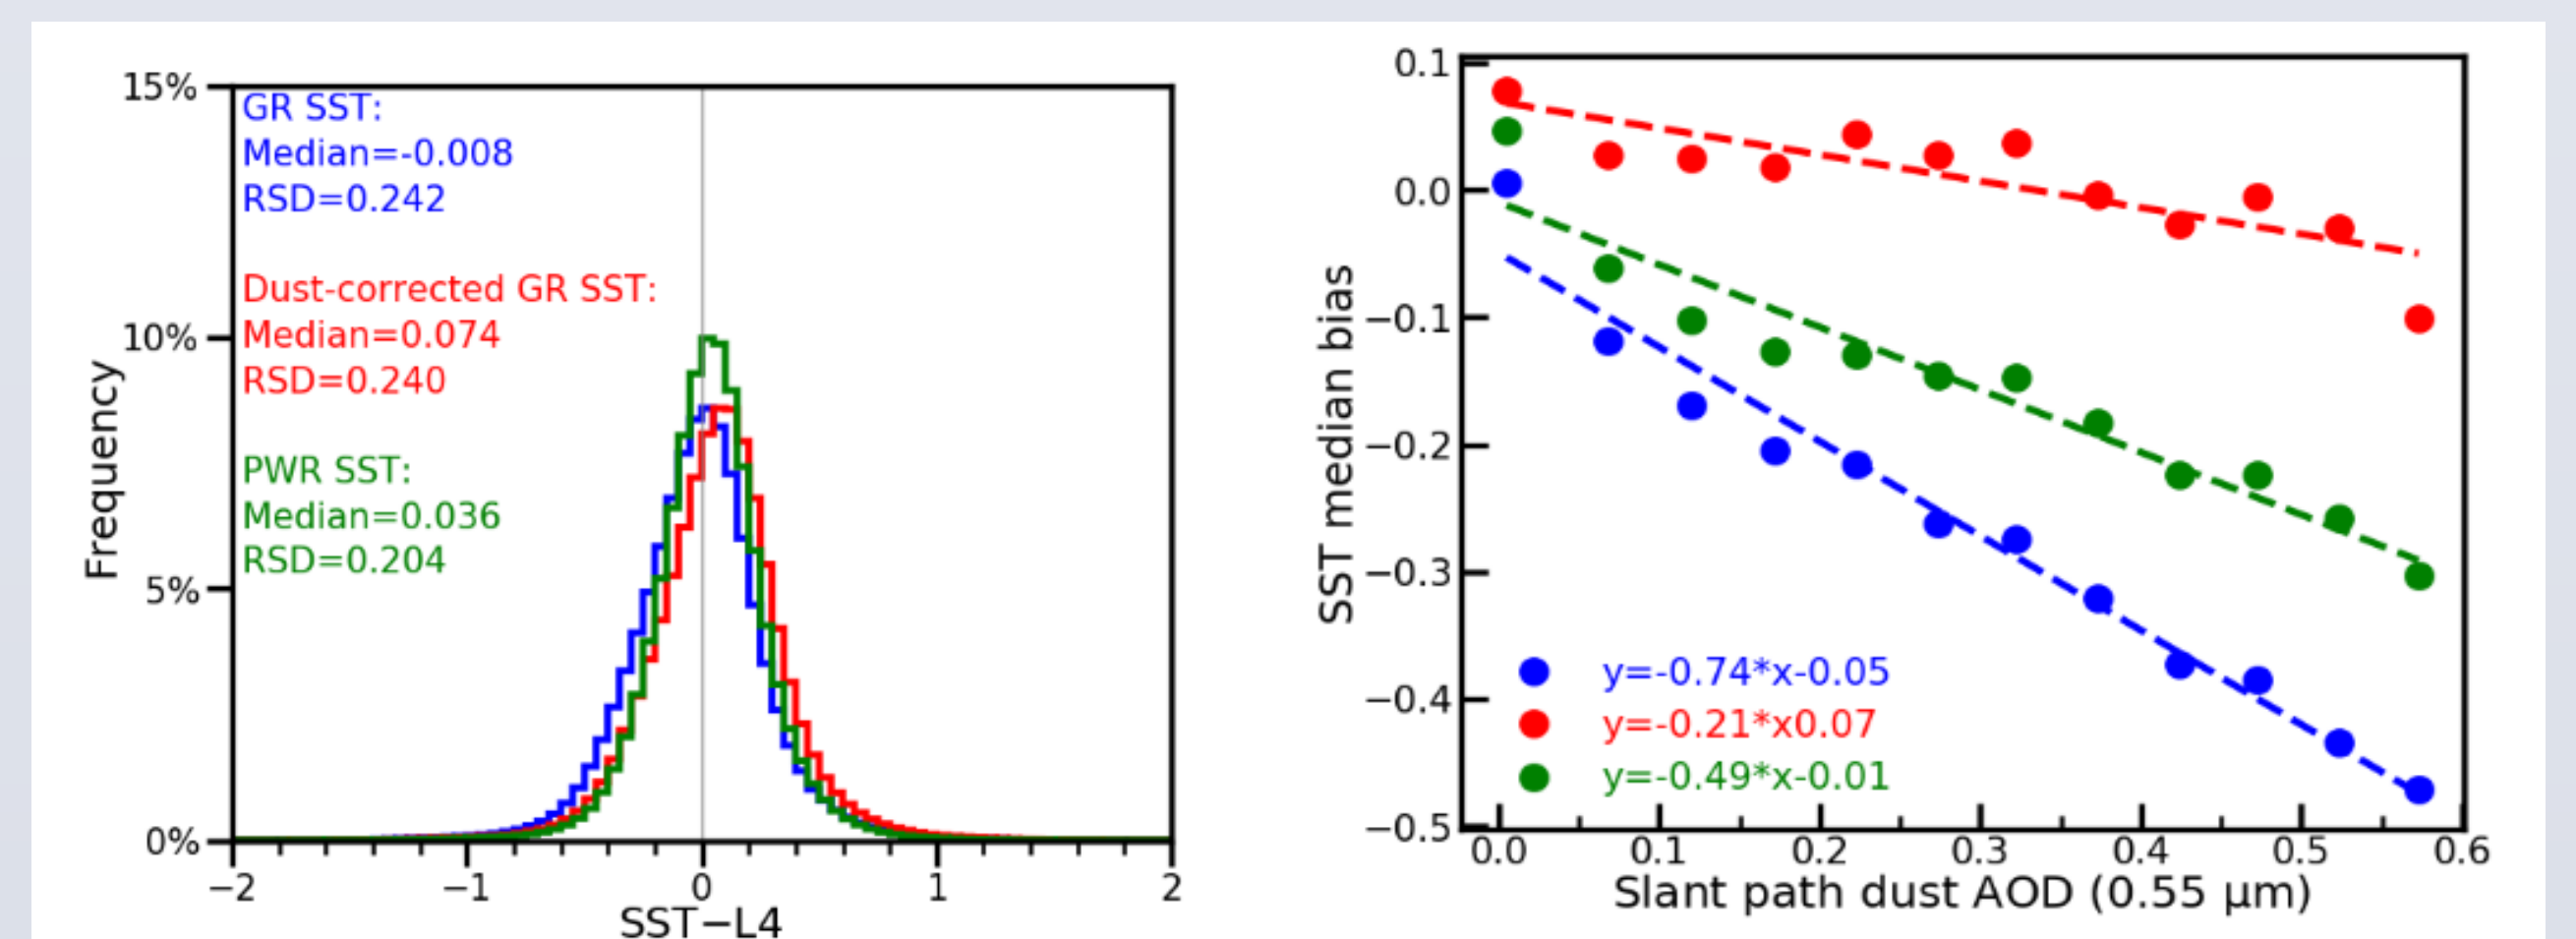 15%
10%
5%
0%
Frequency
GR SST:
Median=-0.008
RSD=0.242
Dust-corrected GR SST:
Median=0.074
RSD=0.240
PWR SST:
Median=0.036
RSD=0.204
−2 −1 0 1 2
SST−L4
0.1
0.0
−0.1
−0.2
−0.3
−0.4
−0.5
SST median bias
y=-0.74*x-0.05
y=-0.21*x0.07
y=-0.49*x-0.01
0.0 0.1 0.2 0.3 0.4 0.5 0.6
Slant path dust AOD (0.55 μm)